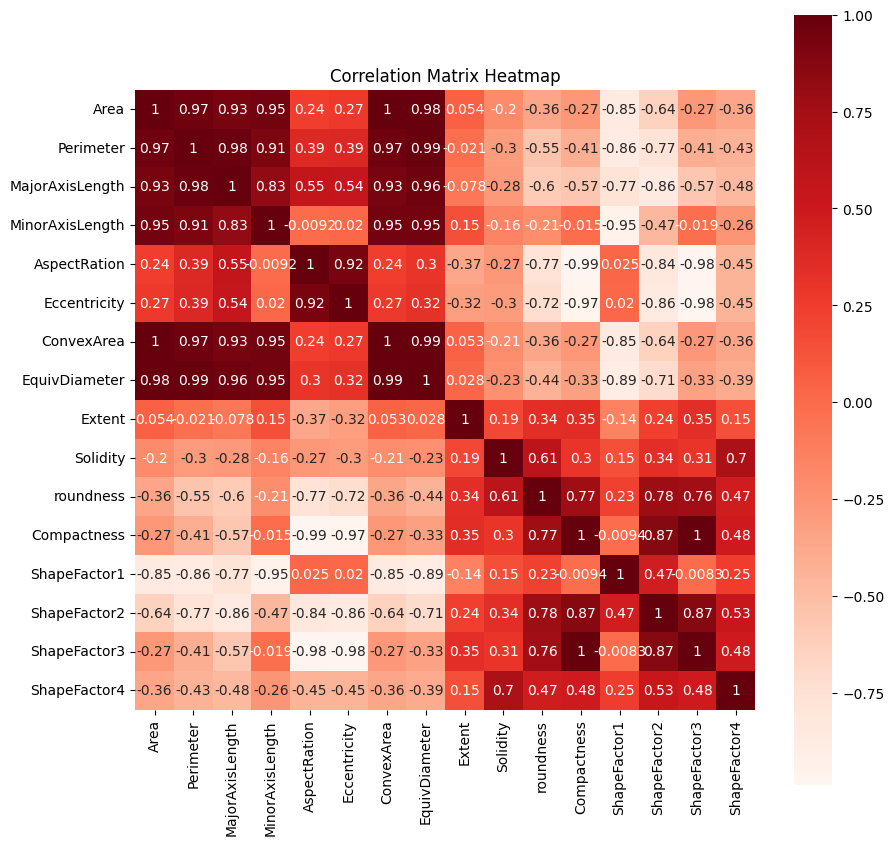 Correlation Matrix Heatmap
Area 1 0.97 0.93 0.95 0.24 0.27 1 0.98 0.054 -0.2 -0.36 -0.27 -0.85 -0.64 -0.27 -0.36
Perimeter 0.97 1 0.98 0.91 0.39 0.39 0.97 0.99 -0.021 -0.3 -0.55 -0.41 -0.86 -0.77 -0.41 -0.43
MajorAxisLength 0.93 0.98 1 0.83 0.55 0.54 0.93 0.96 -0.078 -0.28 -0.6 -0.57 -0.77 -0.86 -0.57 -0.48
MinorAxisLength 0.95 0.91 0.83 1 -0.0092 0.02 0.95 0.95 0.15 -0.16 -0.21 -0.015 -0.95 -0.47 -0.019 -0.26
AspectRation 0.24 0.39 0.55 -0.0092 1 0.92 0.24 0.3 -0.37 -0.27 -0.77 -0.99 0.025 -0.84 -0.98 -0.45
Eccentricity 0.27 0.39 0.54 0.02 0.92 1 0.27 0.32 -0.32 -0.3 -0.72 -0.97 0.02 -0.86 -0.98 -0.45
ConvexArea 1 0.97 0.93 0.95 0.24 0.27 1 0.99 0.053 -0.21 -0.36 -0.27 -0.85 -0.64 -0.27 -0.36
EquivDiameter 0.98 0.99 0.96 0.95 0.3 0.32 0.99 1 0.028 -0.23 -0.44 -0.33 -0.89 -0.71 -0.33 -0.39
Extent 0.054 -0.021 -0.078 0.15 -0.37 -0.32 0.053 0.028 1 0.19 0.34 0.35 -0.14 0.24 0.35 0.15
Solidity -0.2 -0.3 -0.28 -0.16 -0.27 -0.3 -0.21 -0.23 0.19 1 0.61 0.3 0.15 0.34 0.31 0.7
roundness -0.36 -0.55 -0.6 -0.21 -0.77 -0.72 -0.36 -0.44 0.34 0.61 1 0.77 0.23 0.78 0.76 0.47
Compactness -0.27 -0.41 -0.57 -0.015 -0.99 -0.97 -0.27 -0.33 0.35 0.3 0.77 1 -0.0094 0.87 1 0.48
ShapeFactor1 -0.85 -0.86 -0.77 -0.95 0.025 0.02 -0.85 -0.89 -0.14 0.15 0.23 -0.0094 1 0.47 -0.0083 0.25
ShapeFactor2 -0.64 -0.77 -0.86 -0.47 -0.84 -0.86 -0.64 -0.71 0.24 0.34 0.78 0.87 0.47 1 0.87 0.53
ShapeFactor3 -0.27 -0.41 -0.57 -0.019 -0.98 -0.98 -0.27 -0.33 0.35 0.31 0.76 1 -0.0083 0.87 1 0.48
ShapeFactor4 -0.36 -0.43 -0.48 -0.26 -0.45 -0.45 -0.36 -0.39 0.15 0.7 0.47 0.48 0.25 0.53 0.48 1
Area
Perimeter
MajorAxisLength
MinorAxisLength
AspectRation
Eccentricity
ConvexArea
EquivDiameter
Extent
Solidity
roundness
Compactness
ShapeFactor1
ShapeFactor2
ShapeFactor3
ShapeFactor4
1.00
0.75
0.50
0.25
0.00
−0.25
−0.50
−0.75